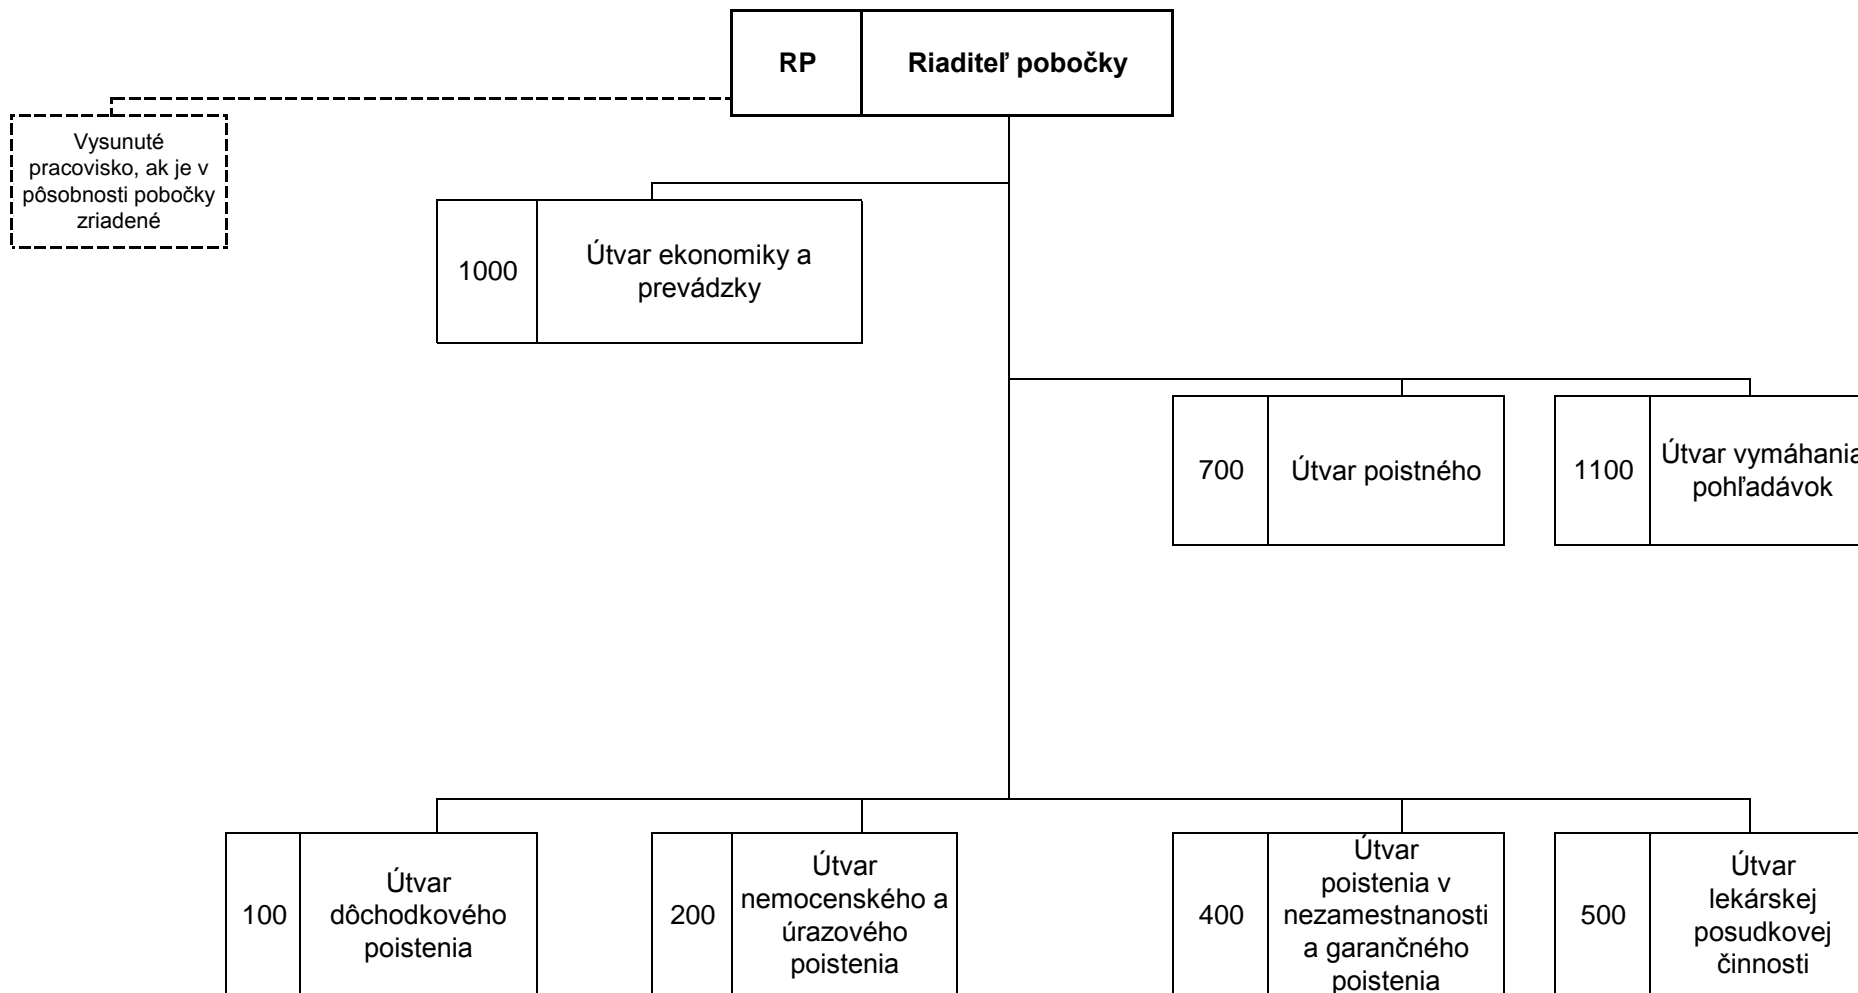 RP
Riaditeľ pobočky
Vysunuté
pracovisko, ak je v
pôsobnosti pobočky
zriadené
1000
Útvar ekonomiky a
prevádzky
700
Útvar poistného
1100
Útvar vymáhania
pohľadávok
100
Útvar
dôchodkového
poistenia
200
Útvar
nemocenského a
úrazového
poistenia
400
Útvar
poistenia v
nezamestnanosti
a garančného
poistenia
500
Útvar
lekárskej
posudkovej
činnosti